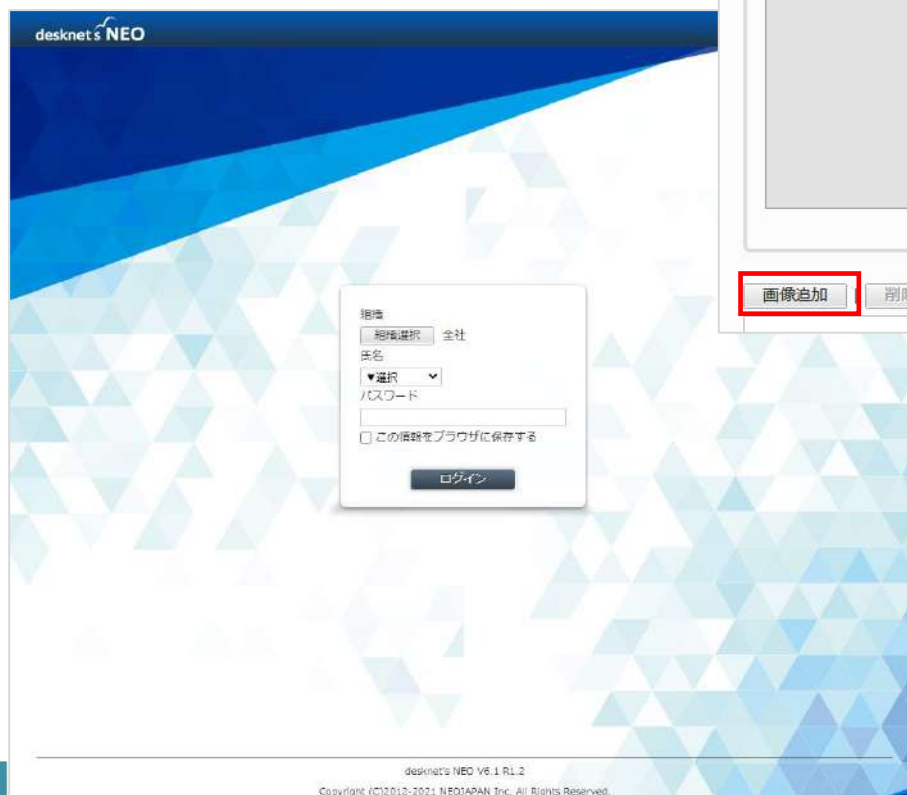 desknet's NEO
組織
組織選択 全社
氏名
▼選択
パスワード
この情報をブラウザに保存する
ログイン
画像追加
desknet's NEO V6.1 R1.2
Copyright (C)2012-2021 NEOJAPAN Inc. All Rights Reserved.